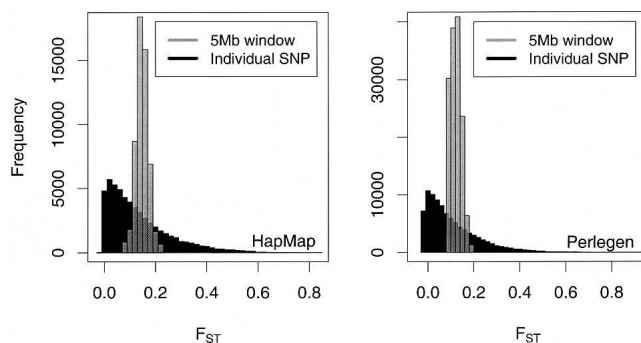 Frequency
15000
10000
5000
0
5Mb window
Individual SNP
HapMap
0.0 0.2 0.4 0.6 0.8
F_ST
30000
10000
0
5Mb window
Individual SNP
Perlegen
0.0 0.2 0.4 0.6 0.8
F_ST